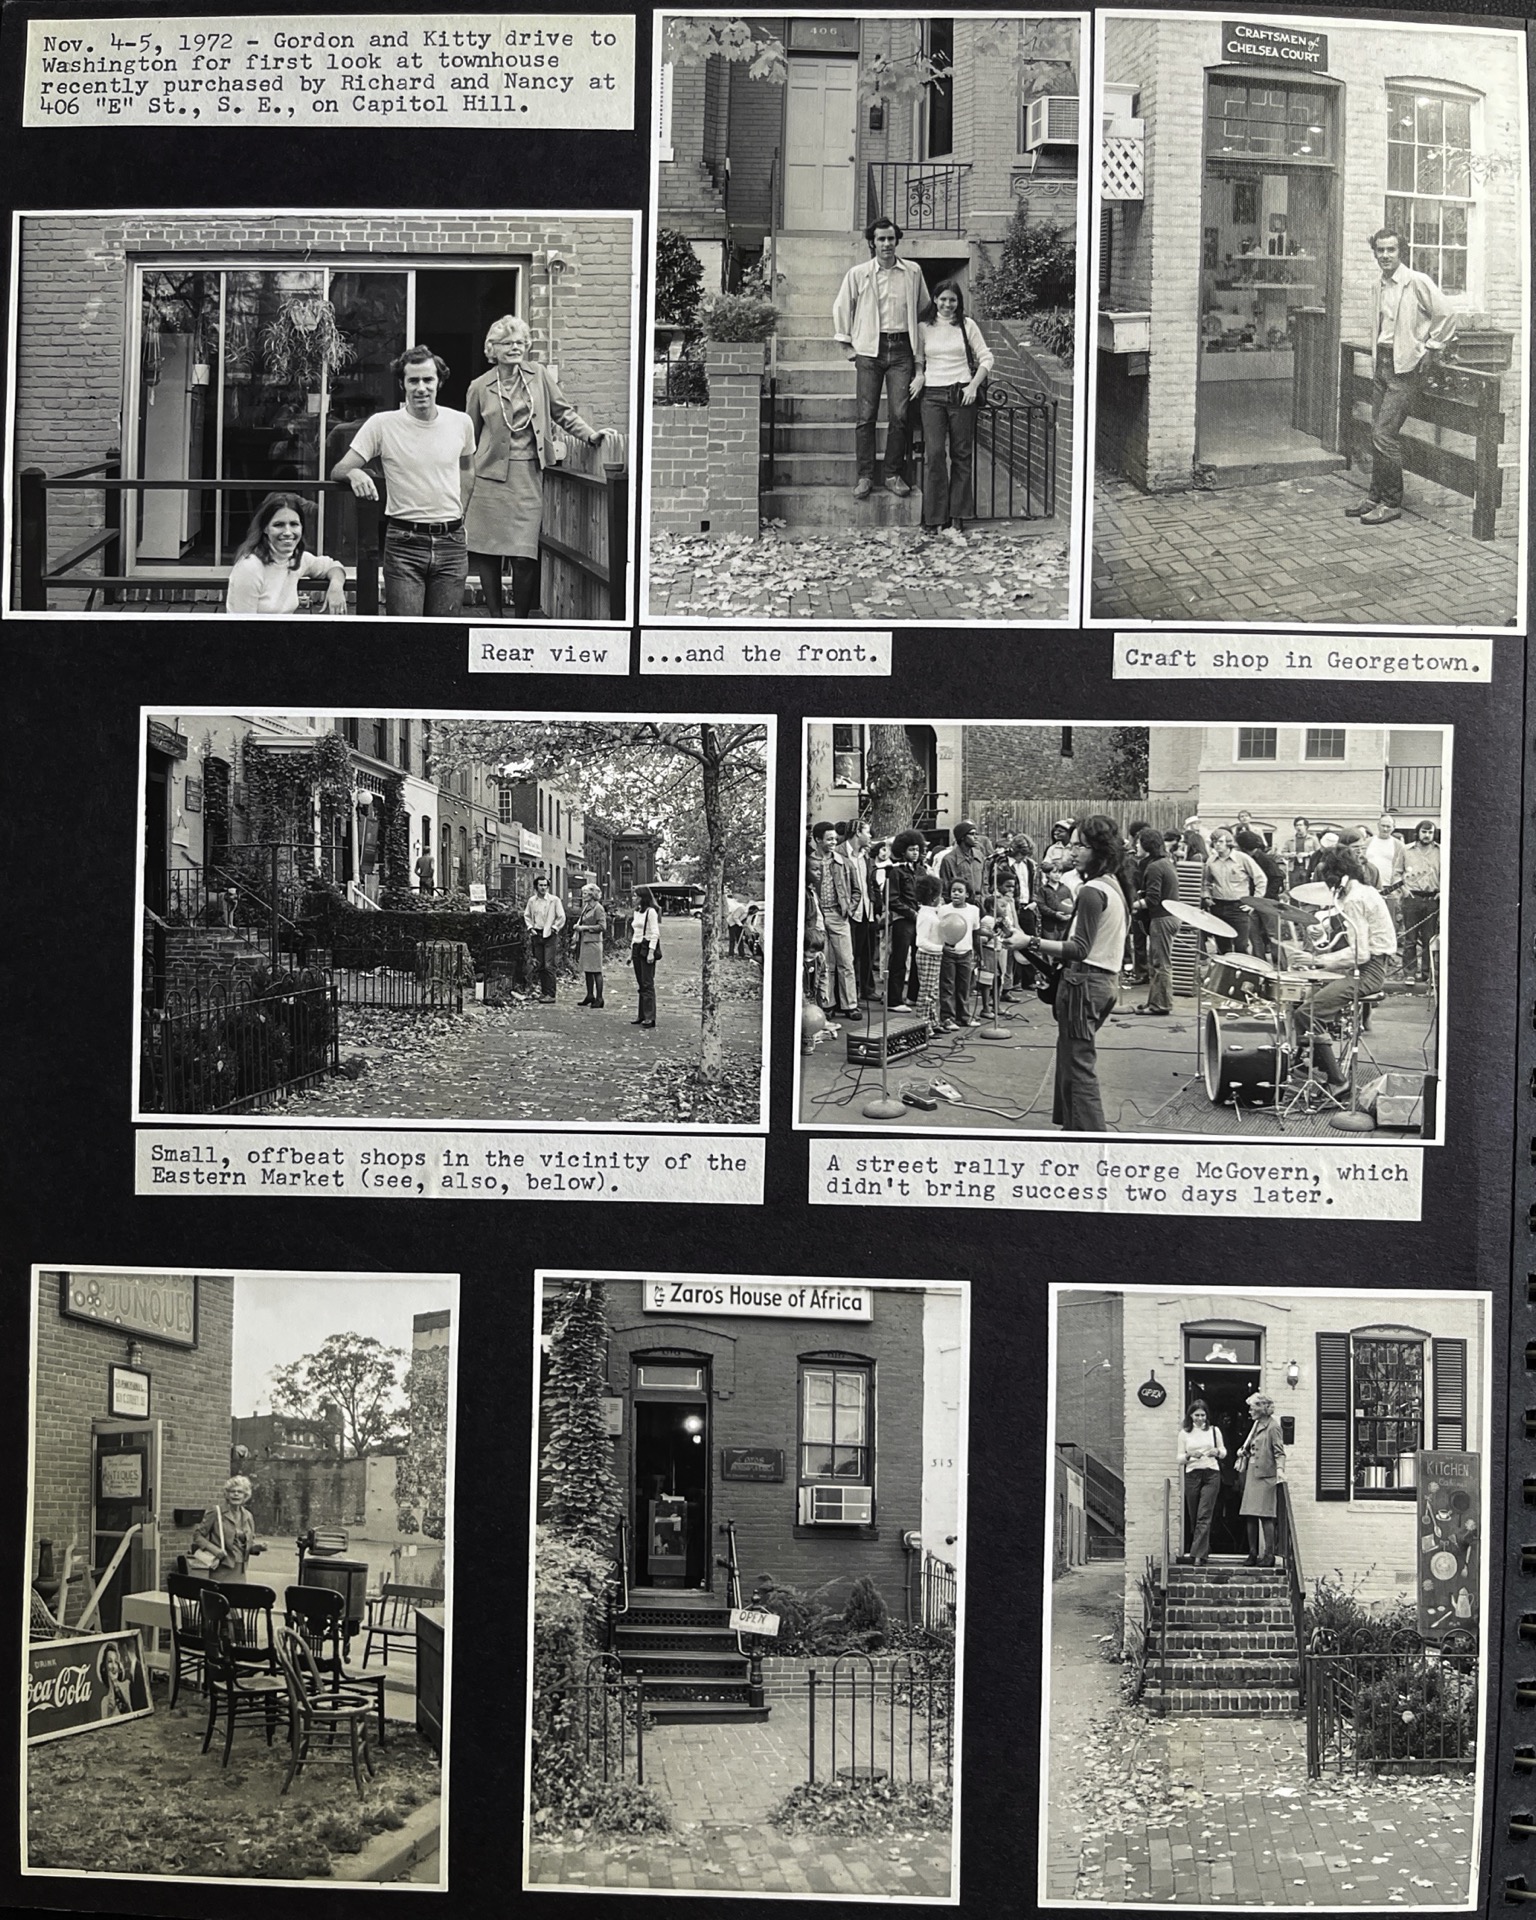 Nov. 4-5, 1972 - Gordon and Kitty drive to
Washington for first look at townhouse
recently purchased by Richard and Nancy at
406 "E" St., S. E., on Capitol Hill.
406
CRAFTSMEN of
CHELSEA COURT
Rear view
...and the front.
Craft shop in Georgetown.
Small, offbeat shops in the vicinity of the
Eastern Market (see, also, below).
A street rally for George McGovern, which
didn't bring success two days later.
JUNQUES
ANTIQUES
DRINK
Coca-Cola
Zaro's House of Africa
313
OPEN
OPEN
KITCHEN